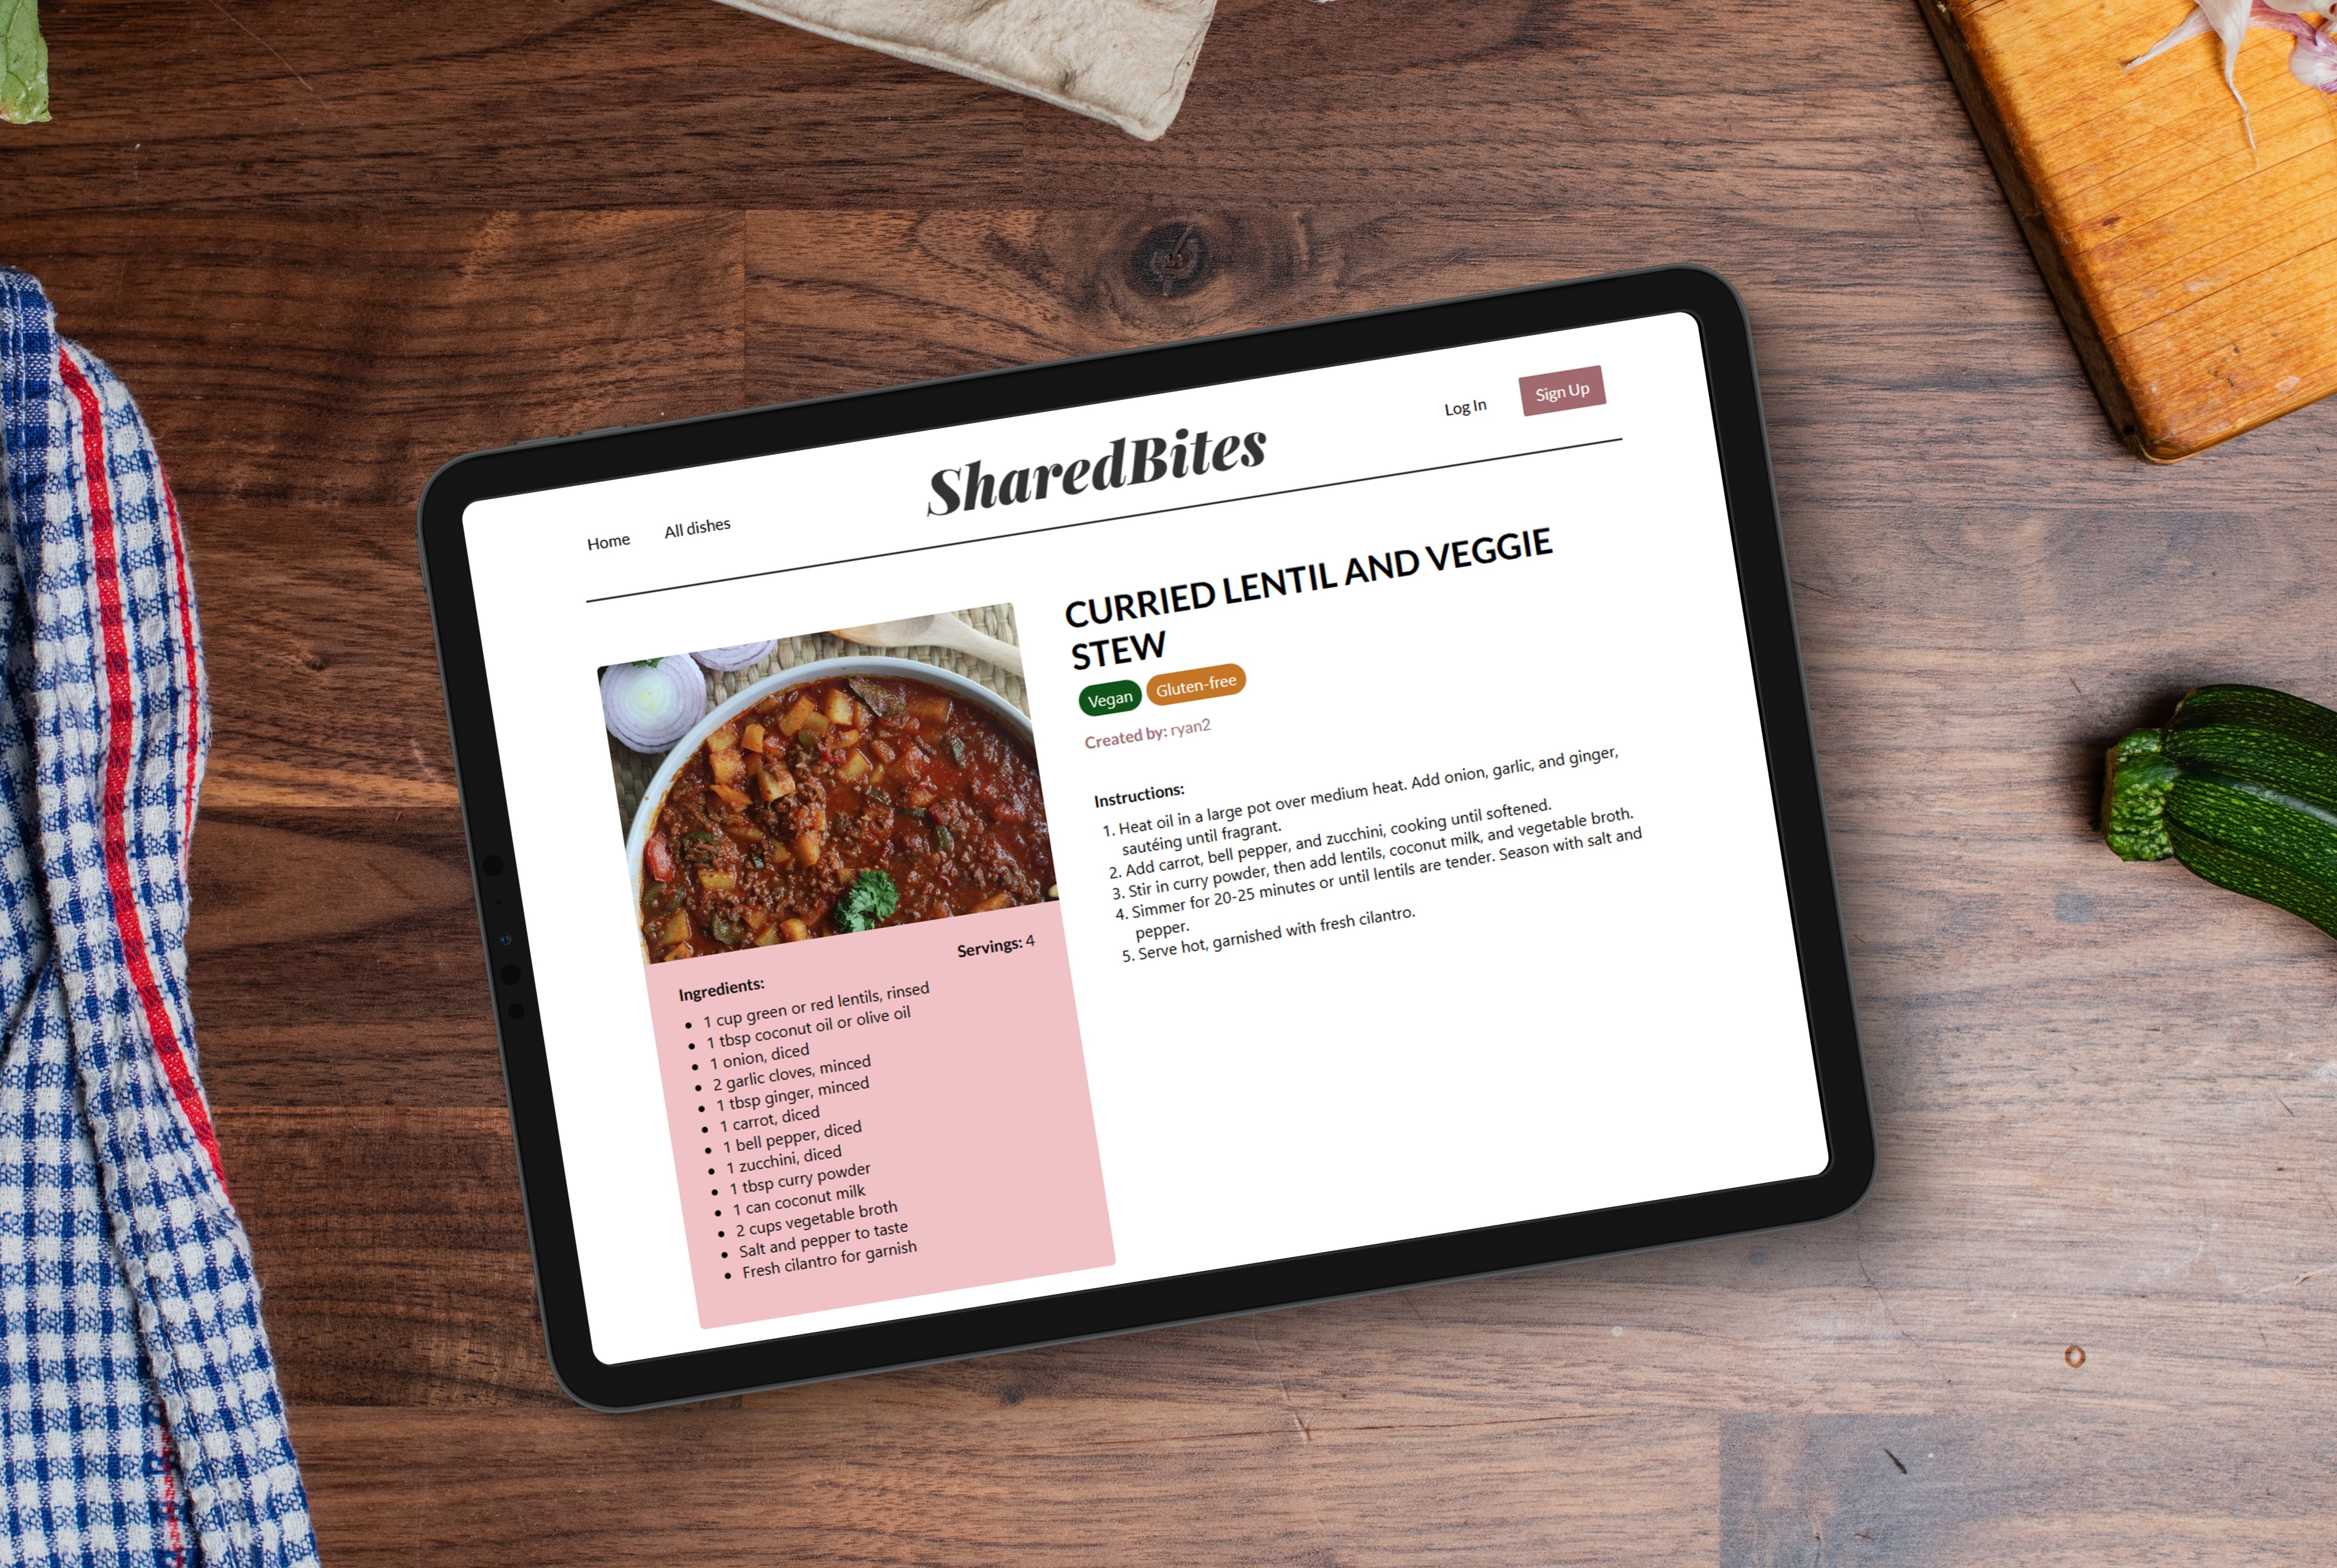 Home
All dishes
SharedBites
Log In
Sign Up
CURRIED LENTIL AND VEGGIE
STEW
Vegan
Gluten-free
Created by: ryan2
Servings: 4
Ingredients:
1 cup green or red lentils, rinsed
1 tbsp coconut oil or olive oil
1 onion, diced
2 garlic cloves, minced
1 tbsp ginger, minced
1 carrot, diced
1 bell pepper, diced
1 zucchini, diced
1 tbsp curry powder
1 can coconut milk
2 cups vegetable broth
Salt and pepper to taste
Fresh cilantro for garnish
Instructions:
1. Heat oil in a large pot over medium heat. Add onion, garlic, and ginger,
sautéing until fragrant.
2. Add carrot, bell pepper, and zucchini, cooking until softened.
3. Stir in curry powder, then add lentils, coconut milk, and vegetable broth.
4. Simmer for 20-25 minutes or until lentils are tender. Season with salt and
pepper.
5. Serve hot, garnished with fresh cilantro.